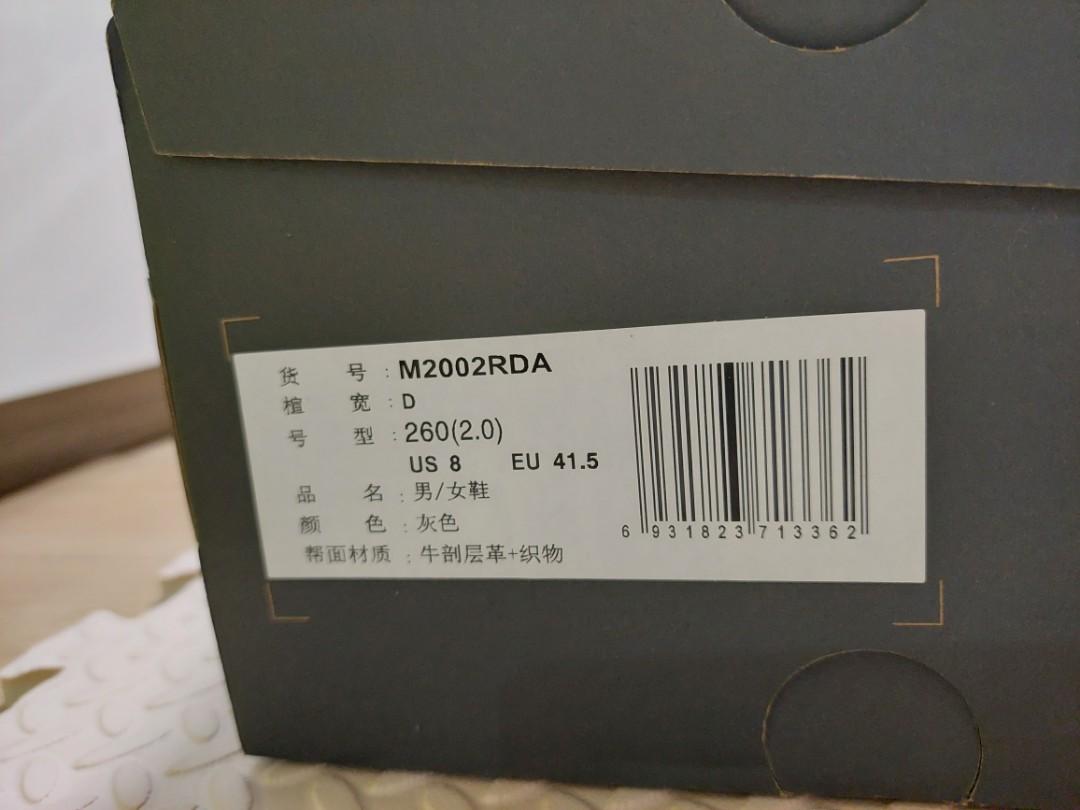 货 号 : M2002RDA
楦 宽 : D
号 型 : 260(2.0)
US 8 EU 41.5
品 名 : 男/女鞋
颜 色 : 灰色
帮面材质 : 牛剖层革+织物
6 931823 713362